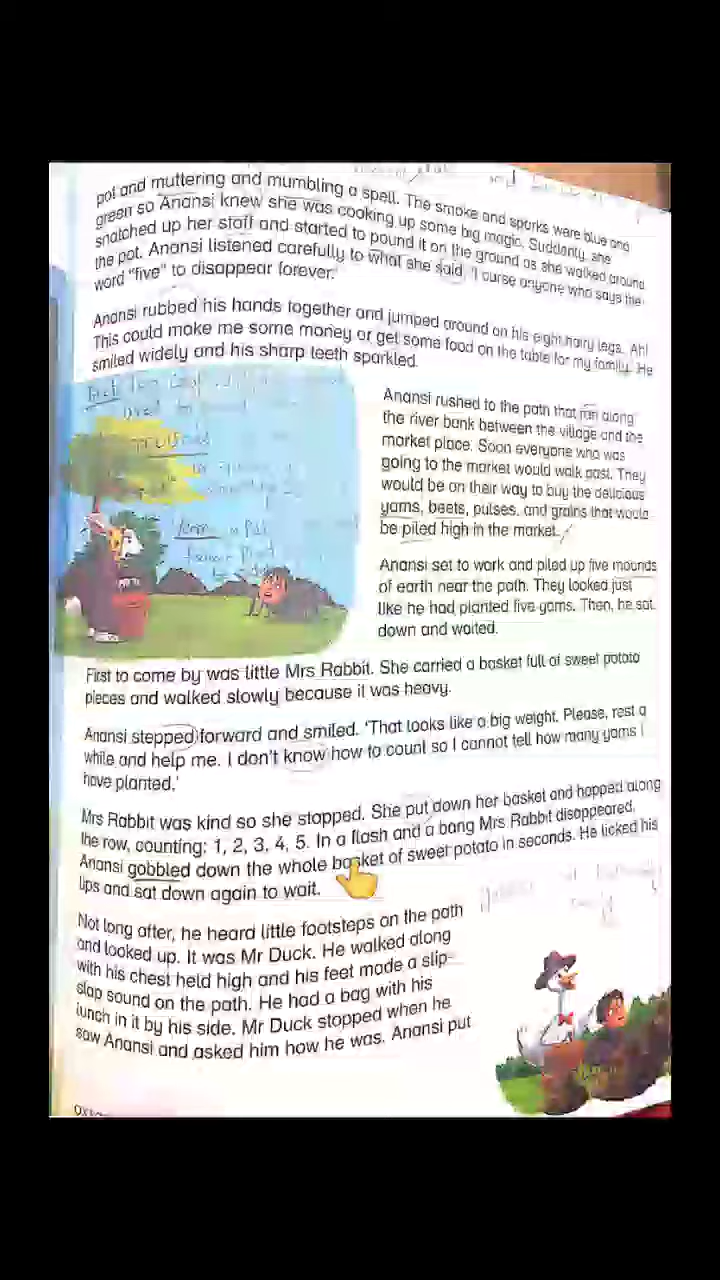 pot and muttering and mumbling a spell. The smoke and sparks were blue and
green so Anansi knew she was cooking up some big magic. Suddenly, she
snatched up her staff and started to pound it on the ground as she walked around
the pot. Anansi listened carefully to what she said, 'I curse anyone who says the
word “five” to disappear forever.'
Anansi rubbed his hands together and jumped around on his eight hairy legs. Ah!
This could make me some money or get some food on the table for my family. He
smiled widely and his sharp teeth sparkled.
Anansi rushed to the path that ran along
the river bank between the village and the
market place. Soon everyone who was
going to the market would walk past. They
would be on their way to buy the delicious
yams, beets, pulses, and grains that would
be piled high in the market.
Anansi set to work and piled up five mounds
of earth near the path. They looked just
like he had planted five yams. Then, he sat
down and waited.
First to come by was little Mrs Rabbit. She carried a basket full of sweet potato
pieces and walked slowly because it was heavy.
Anansi stepped forward and smiled. 'That looks like a big weight. Please, rest a
while and help me. I don't know how to count so I cannot tell how many yams I
have planted.'
Mrs Rabbit was kind so she stopped. She put down her basket and hopped along
the row, counting: 1, 2, 3, 4, 5. In a flash and a bang Mrs Rabbit disappeared.
Anansi gobbled down the whole basket of sweet potato in seconds. He licked his
lips and sat down again to wait.
Not long after, he heard little footsteps on the path
and looked up. It was Mr Duck. He walked along
with his chest held high and his feet made a slip-
slap sound on the path. He had a bag with his
lunch in it by his side. Mr Duck stopped when he
saw Anansi and asked him how he was. Anansi put